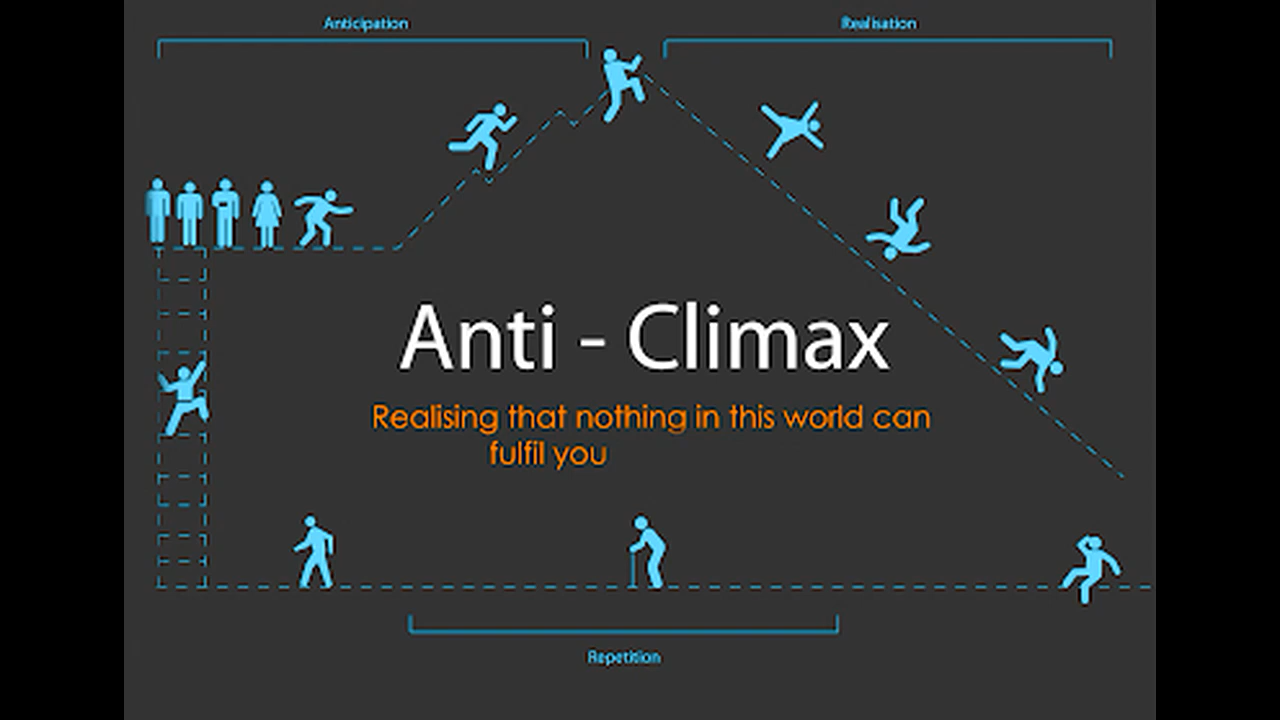 Anticipation
Realisation
Anti - Climax
Realising that nothing in this world can
fulfil you
Repetition